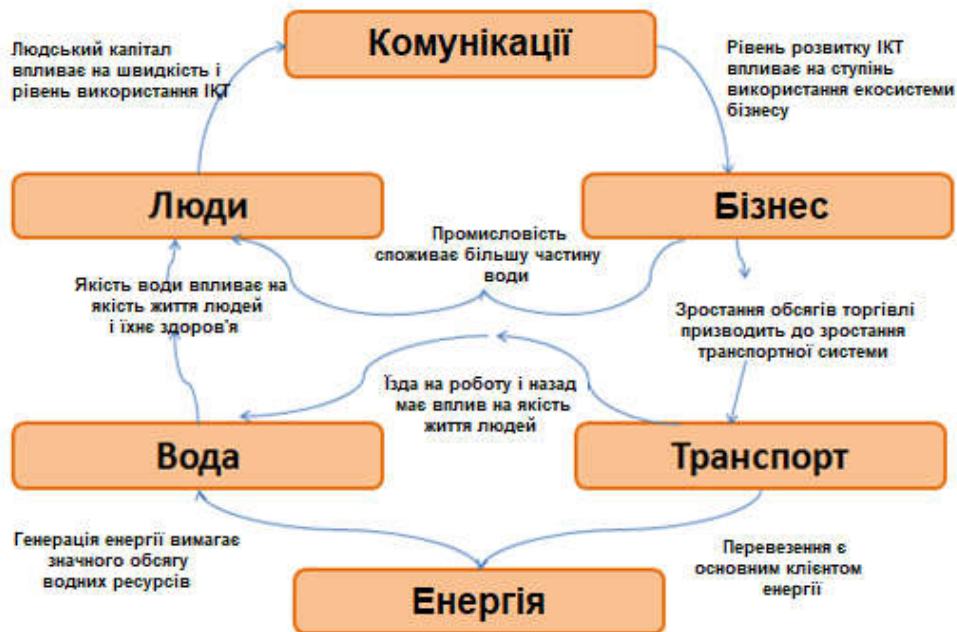 Комунікації
Людський капітал
впливає на швидкість і
рівень використання ІКТ
Рівень розвитку ІКТ
впливає на ступінь
використання екосистеми
бізнесу
Люди
Бізнес
Промисловість
споживає більшу частину
води
Якість води впливає на
якість життя людей
і їхнє здоров'я
Зростання обсягів торгівлі
призводить до зростання
транспортної системи
Їзда на роботу і назад
має вплив на якість
життя людей
Вода
Транспорт
Генерація енергії вимагає
значного обсягу
водних ресурсів
Перевезення є
основним клієнтом
енергії
Енергія